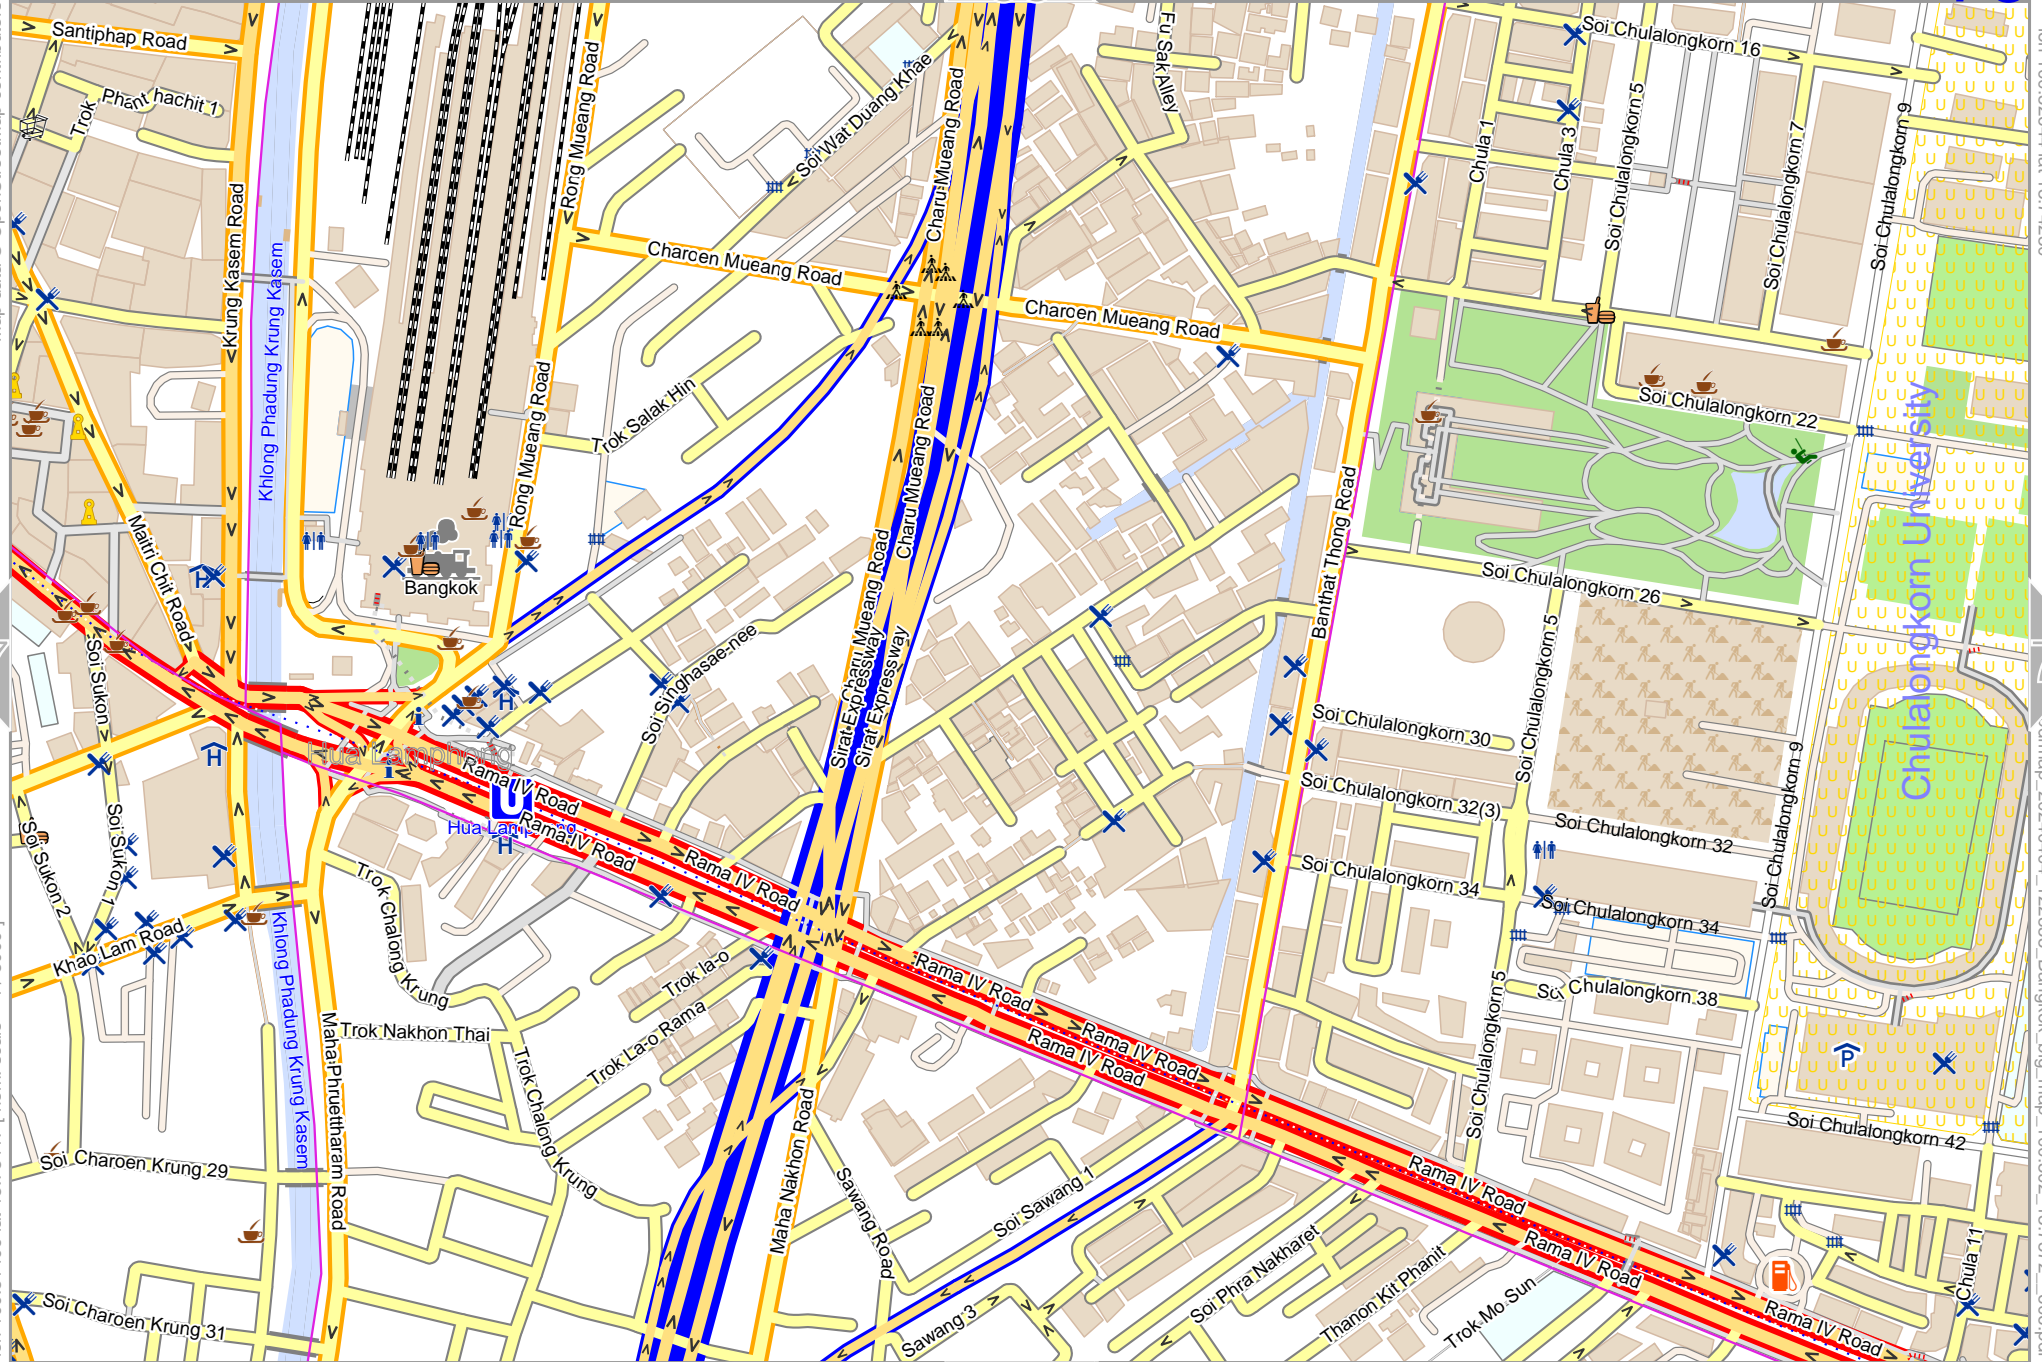 Santiphap Road
Phant hachit 1
Trok
Krung Kasem Road
Khlong Phadung Krung Kasem
Rong Mueang Road
Rong Mueang Road
Soi Wat Duang Khae
Charu Mueang Road
Fu Sak Alley
Charoen Mueang Road
Charoen Mueang Road
Soi Chulalongkorn 16
Chula 1
Chula 3
Soi Chulalongkorn 5
Soi Chulalongkorn 7
Soi Chulalongkorn 9
Soi Chulalongkorn 22
Chulalongkorn University
Trok Salak Hin
Charu Mueang Road
Charu Mueang Road
Maitri Chit Road
Bangkok
Banthat Thong Road
Soi Chulalongkorn 26
Soi Chulalongkorn 5
Soi Sukon
Soi Singhasae-nee
Sirat Expressway
Sirat Expressway
Soi Chulalongkorn 30
Soi Chulalongkorn 32(3)
Soi Chulalongkorn 32
Soi Chulalongkorn 9
Soi Chulalongkorn 34
Soi Chulalongkorn 34
Hua Lamphong
Rama IV Road
Rama IV Road
Rama IV Road
U
Soi Sukon 1
Soi Sukon 2
Khao Lam Road
Trok Chalong Krung
Trok Nakhon Thai
Trok Chalong Krung
Khlong Phadung Krung Kasem
Maha Phruettharam Road
Trok la-o
Trok La-o Rama
Rama IV Road
Rama IV Road
Rama IV Road
Soi Chulalongkorn 38
Soi Chulalongkorn 5
P
Soi Chulalongkorn 42
Maha Nakhon Road
Sawang Road
Soi Sawang 1
Sawang 3
Soi Phra Nakharet
Thanon Kit Phanit
Trok Mo Sun
Rama IV Road
Rama IV Road
Rama IV Road
Chula 11
Soi Charoen Krung 29
Soi Charoen Krung 31